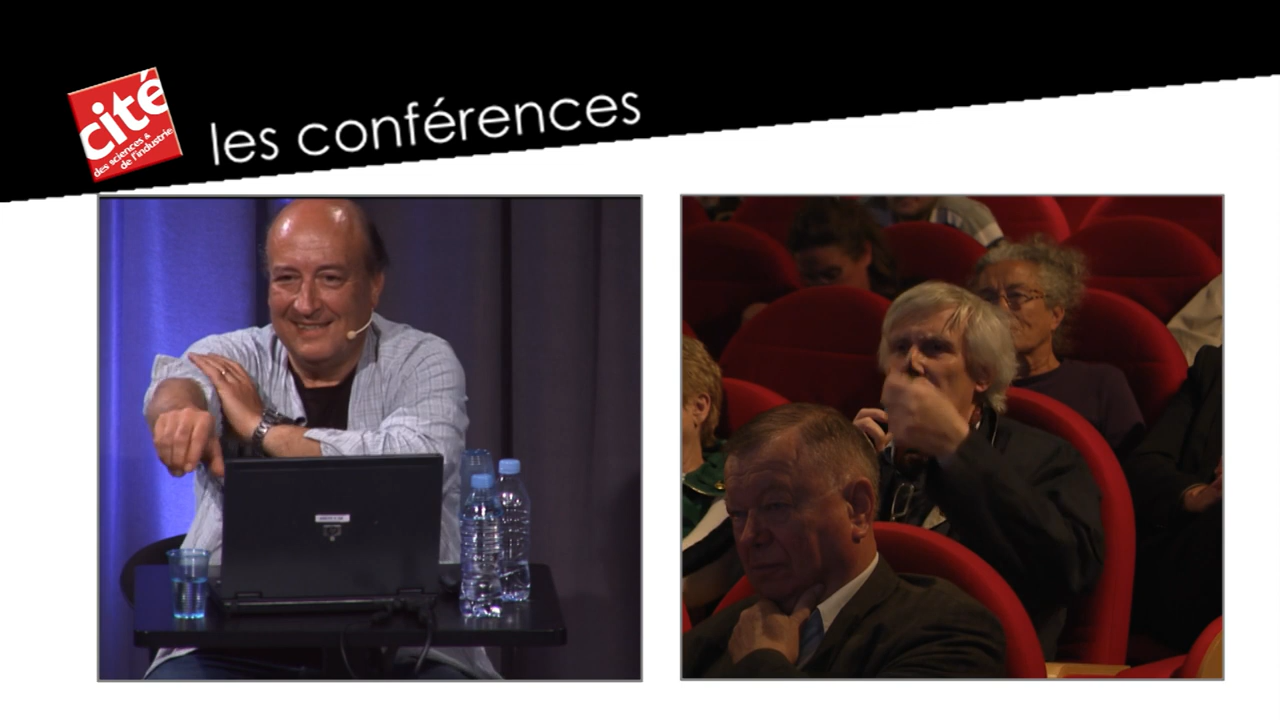 cité
des sciences &
de l'industrie
les conférences